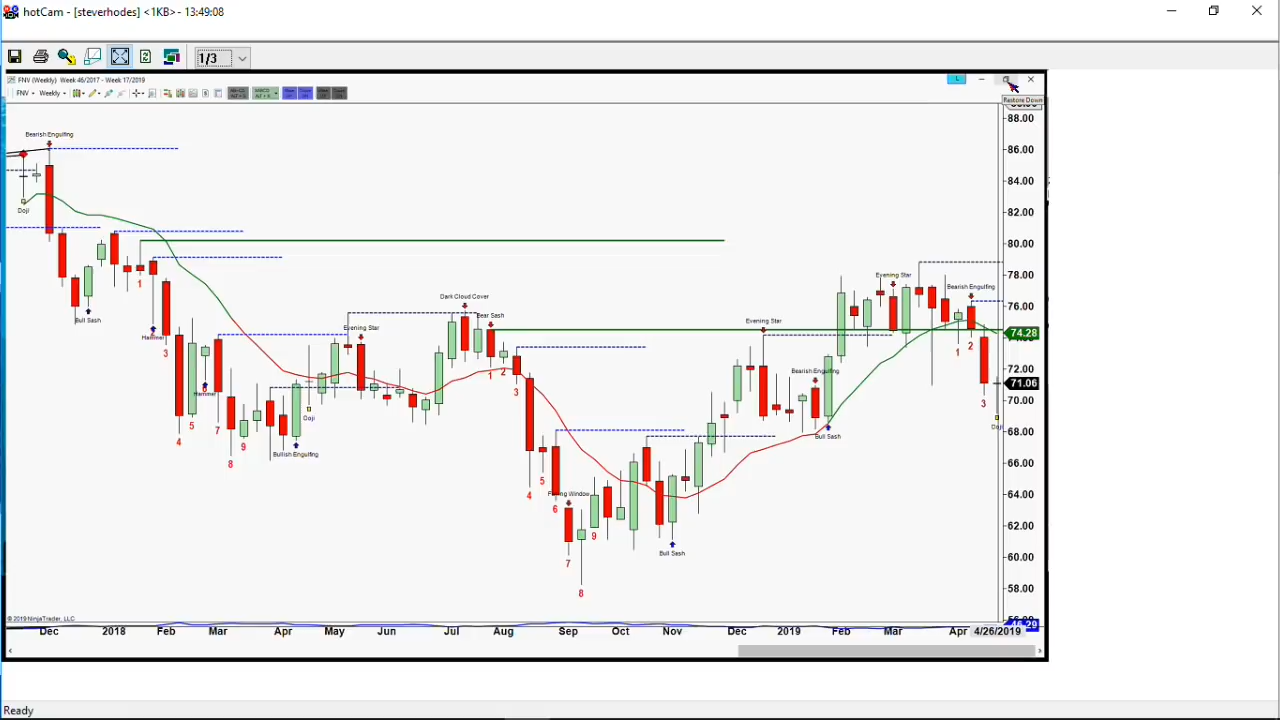 hotCam - [steverhodes] <1KB> - 13:49:08
1/3
FNV (Weekly) Week 46/2017 - Week 17/2019
L
FNV
Weekly
Restore Down
88.00
Bearish Engulfing
86.00
84.00
Doji
82.00
80.00
1
78.00
Evening Star
Bearish Engulfing
Dark Cloud Cover
76.00
Bear Sash
Bull Sash
Evening Star
Evening Star
74.28
Hammer
3
1 2
72.00
Bearish Engulfing
1 2
71.06
3
70.00
3
Hammer
Doji
Doji
5 7
68.00
4
9
Bull Sash
8
Bullish Engulfing
66.00
5
4
64.00
Falling Window
6
62.00
9
60.00
Bull Sash
7
58.00
8
© 2019 NinjaTrader, LLC
Dec 2018 Feb Mar Apr May Jun Jul Aug Sep Oct Nov Dec 2019 Feb Mar Apr 4/26/2019
Ready